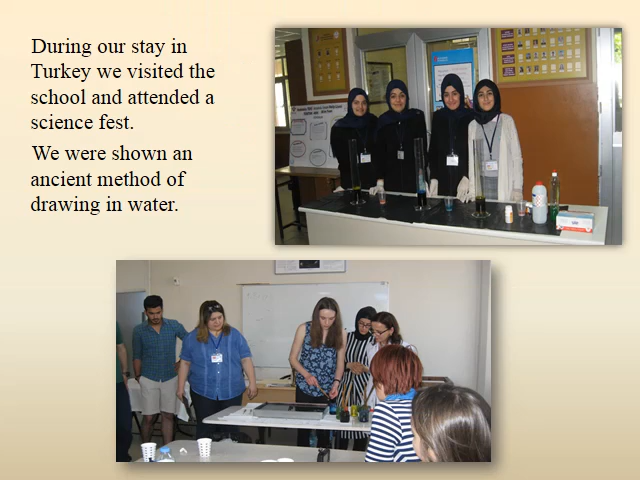 During our stay in
Turkey we visited the
school and attended a
science fest.
We were shown an
ancient method of
drawing in water.